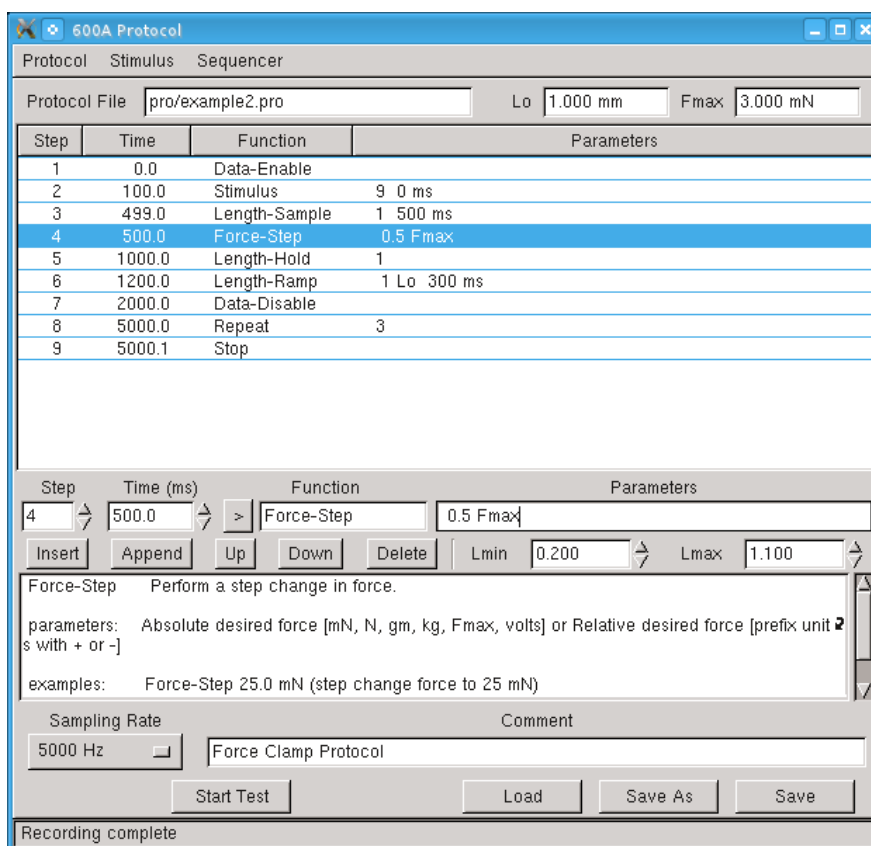 600A Protocol
Protocol Stimulus Sequencer
Protocol File pro/example2.pro Lo 1.000 mm Fmax 3.000 mN
Step Time Function Parameters
1 0.0 Data-Enable
2 100.0 Stimulus 9 0 ms
3 499.0 Length-Sample 1 500 ms
4 500.0 Force-Step 0.5 Fmax
5 1000.0 Length-Hold 1
6 1200.0 Length-Ramp 1 Lo 300 ms
7 2000.0 Data-Disable
8 5000.0 Repeat 3
9 5000.1 Stop
Step Time (ms) Function Parameters
4 500.0 > Force-Step 0.5 Fmax
Insert Append Up Down Delete Lmin 0.200 Lmax 1.100
Force-Step Perform a step change in force.
parameters: Absolute desired force [mN, N, gm, kg, Fmax, volts] or Relative desired force [prefix unit
s with + or -]
examples: Force-Step 25.0 mN (step change force to 25 mN)
Sampling Rate Comment
5000 Hz Force Clamp Protocol
Start Test Load Save As Save
Recording complete